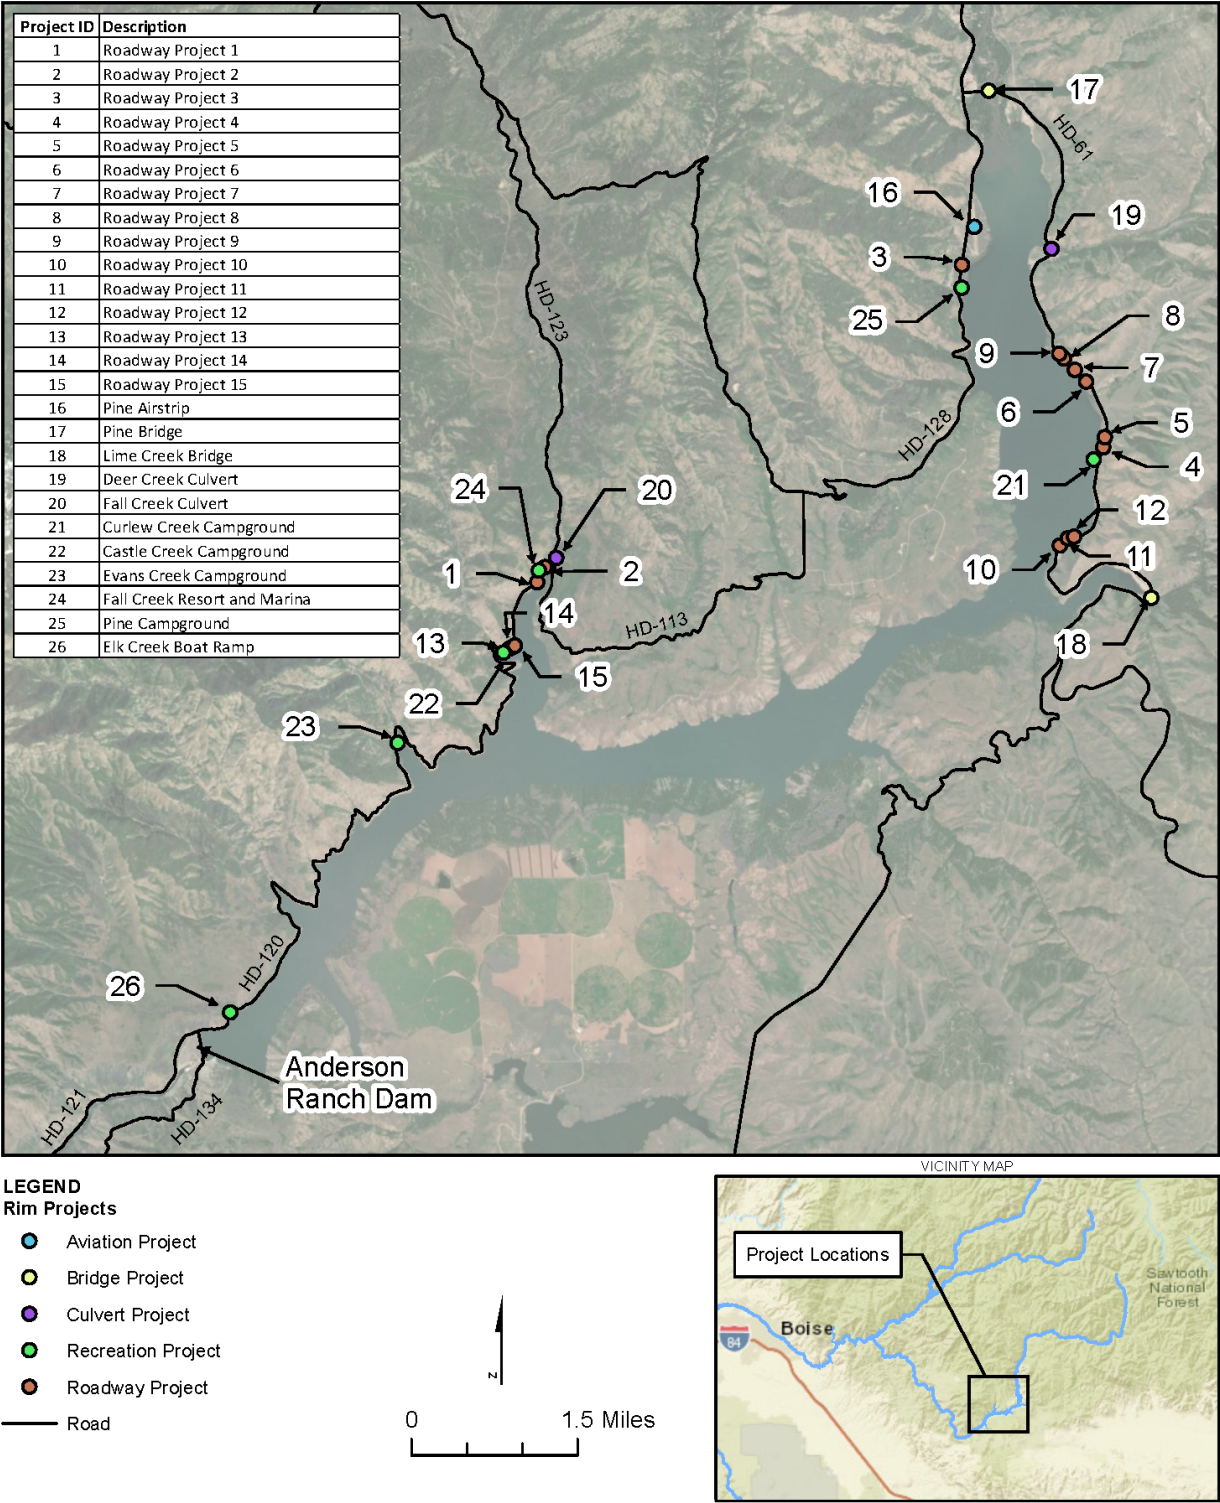 Project ID Description
1 Roadway Project 1
2 Roadway Project 2
3 Roadway Project 3
4 Roadway Project 4
5 Roadway Project 5
6 Roadway Project 6
7 Roadway Project 7
8 Roadway Project 8
9 Roadway Project 9
10 Roadway Project 10
11 Roadway Project 11
12 Roadway Project 12
13 Roadway Project 13
14 Roadway Project 14
15 Roadway Project 15
16 Pine Airstrip
17 Pine Bridge
18 Lime Creek Bridge
19 Deer Creek Culvert
20 Fall Creek Culvert
21 Curlew Creek Campground
22 Castle Creek Campground
23 Evans Creek Campground
24 Fall Creek Resort and Marina
25 Pine Campground
26 Elk Creek Boat Ramp
17
HD-61
16
19
3
HD-123
25
8
9
7
6
5
HD-128
4
24
20
21
12
1
2
10
11
14
HD-113
13
18
15
22
23
HD-120
26
Anderson
Ranch Dam
HD-121
HD-134
VICINITY MAP
LEGEND
Rim Projects
Aviation Project
Bridge Project
Culvert Project
Recreation Project
Roadway Project
Road
N
0 1.5 Miles
Project Locations
Sawtooth
National
Forest
Boise
84